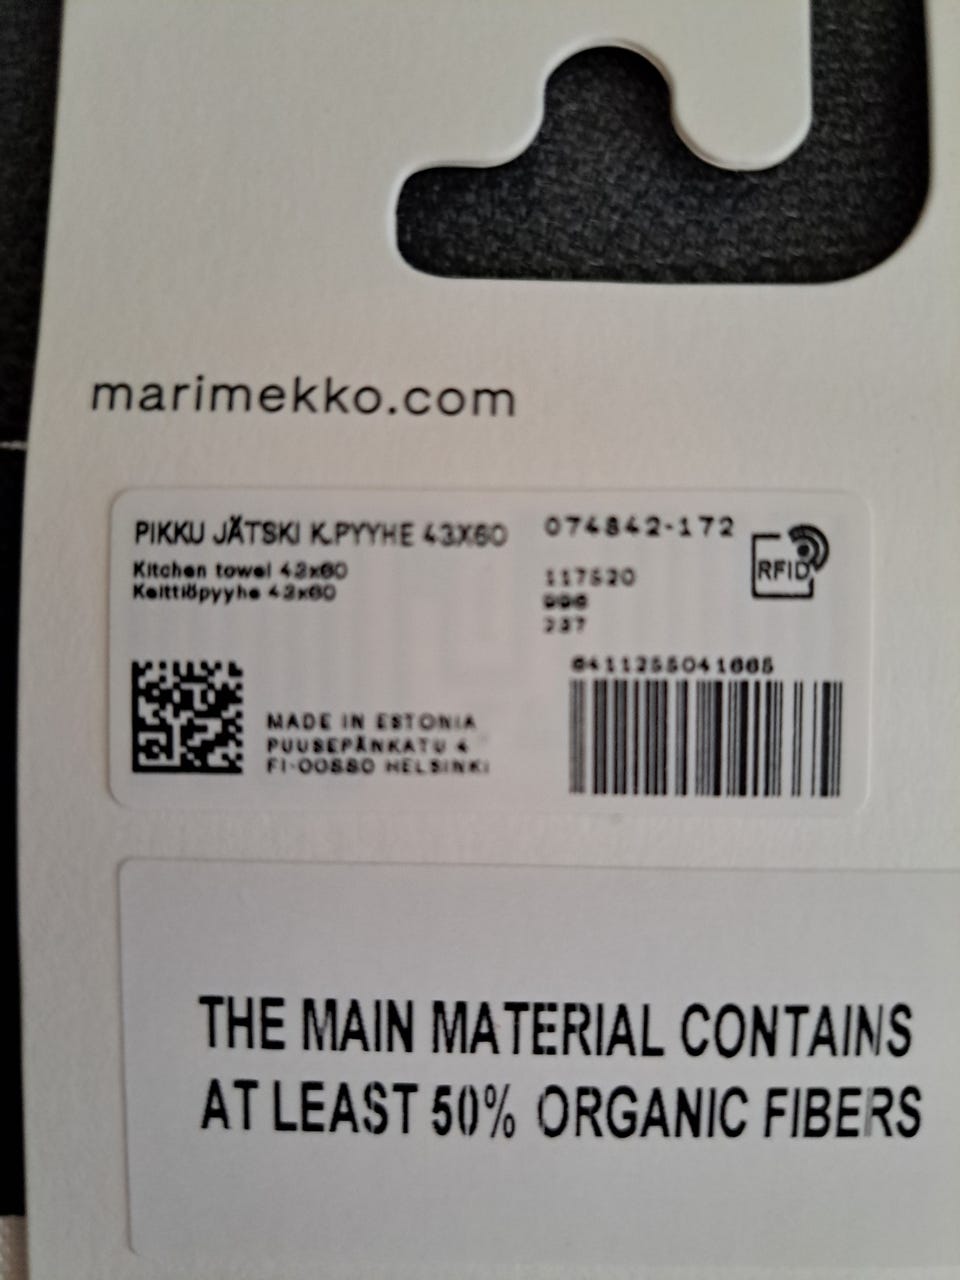 marimekko.com
PIKKU JÄTSKI K.PYYHE 43X60
Kitchen towel 43x60
Keittiöpyyhe 43x60
074842-172
RFID
117520
237
MADE IN ESTONIA
PUUSEPÄNKATU 4
FI-00880 HELSINKI
THE MAIN MATERIAL CONTAINS
AT LEAST 50% ORGANIC FIBERS